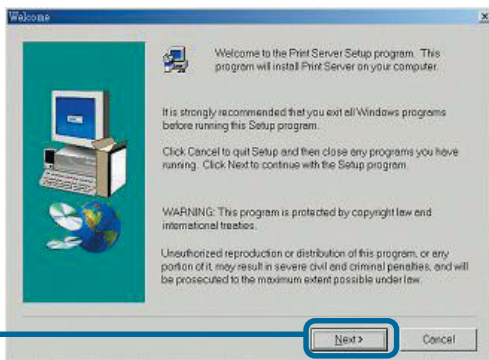 Welcome
Welcome to the Print Server Setup program. This
program will install Print Server on your computer.
It is strongly recommended that you exit all Windows programs
before running this Setup program.
Click Cancel to quit Setup and then close any programs you have
running. Click Next to continue with the Setup program.
WARNING: This program is protected by copyright law and
international treaties.
Unauthorized reproduction or distribution of this program, or any
portion of it, may result in severe civil and criminal penalties, and will
be prosecuted to the maximum extent possible under law.
Next >
Cancel